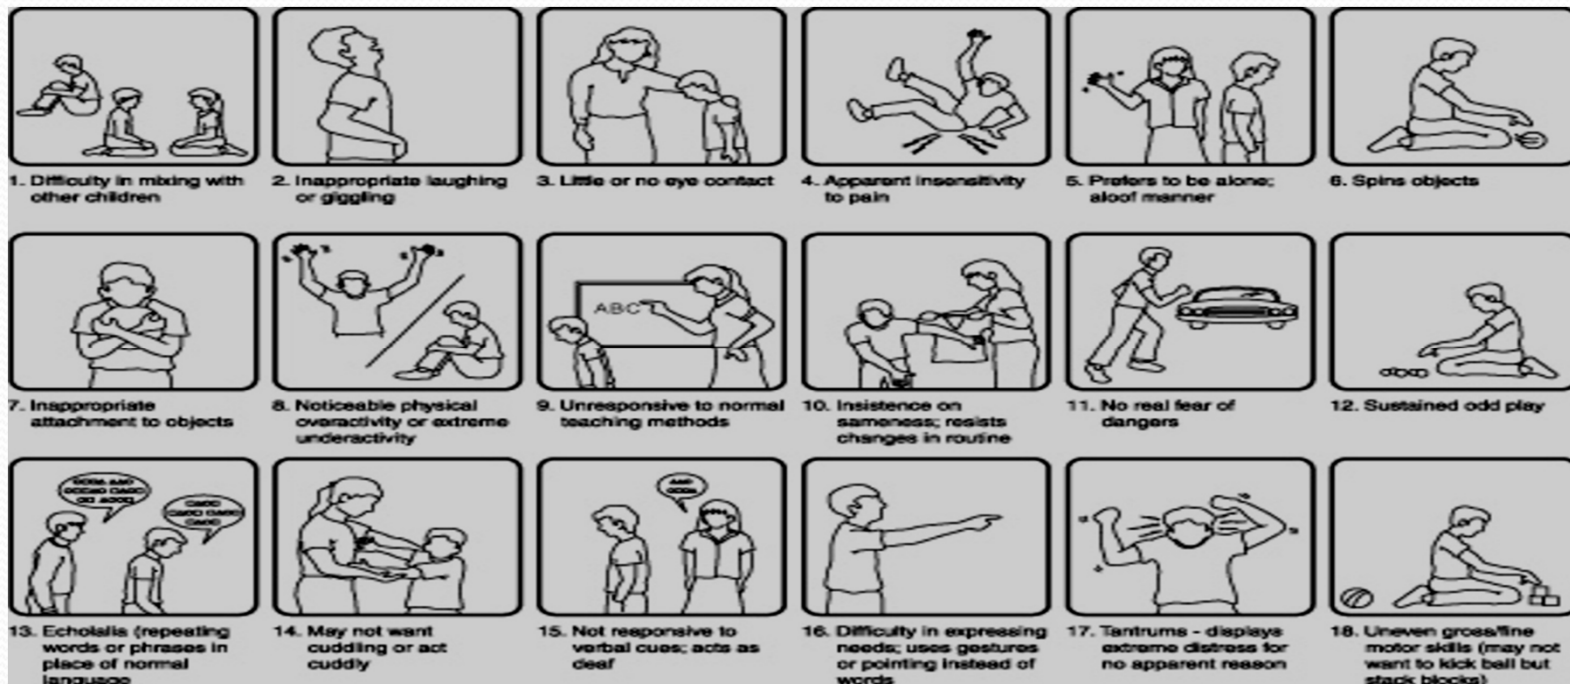 1. Difficulty in mixing with
other children
2. Inappropriate laughing
or giggling
3. Little or no eye contact
4. Apparent insensitivity
to pain
5. Prefers to be alone;
aloof manner
6. Spins objects
7. Inappropriate
attachment to objects
8. Noticeable physical
overactivity or extreme
underactivity
ABC
9. Unresponsive to normal
teaching methods
10. Insistence on
sameness; resists
changes in routine
11. No real fear of
dangers
12. Sustained odd play
13. Echolalia (repeating
words or phrases in
place of normal
language
14. May not want
cuddling or act
cuddly
15. Not responsive to
verbal cues; acts as
deaf
16. Difficulty in expressing
needs; uses gestures
or pointing instead of
words
17. Tantrums - displays
extreme distress for
no apparent reason
18. Uneven gross/fine
motor skills (may not
want to kick ball but
stack blocks)